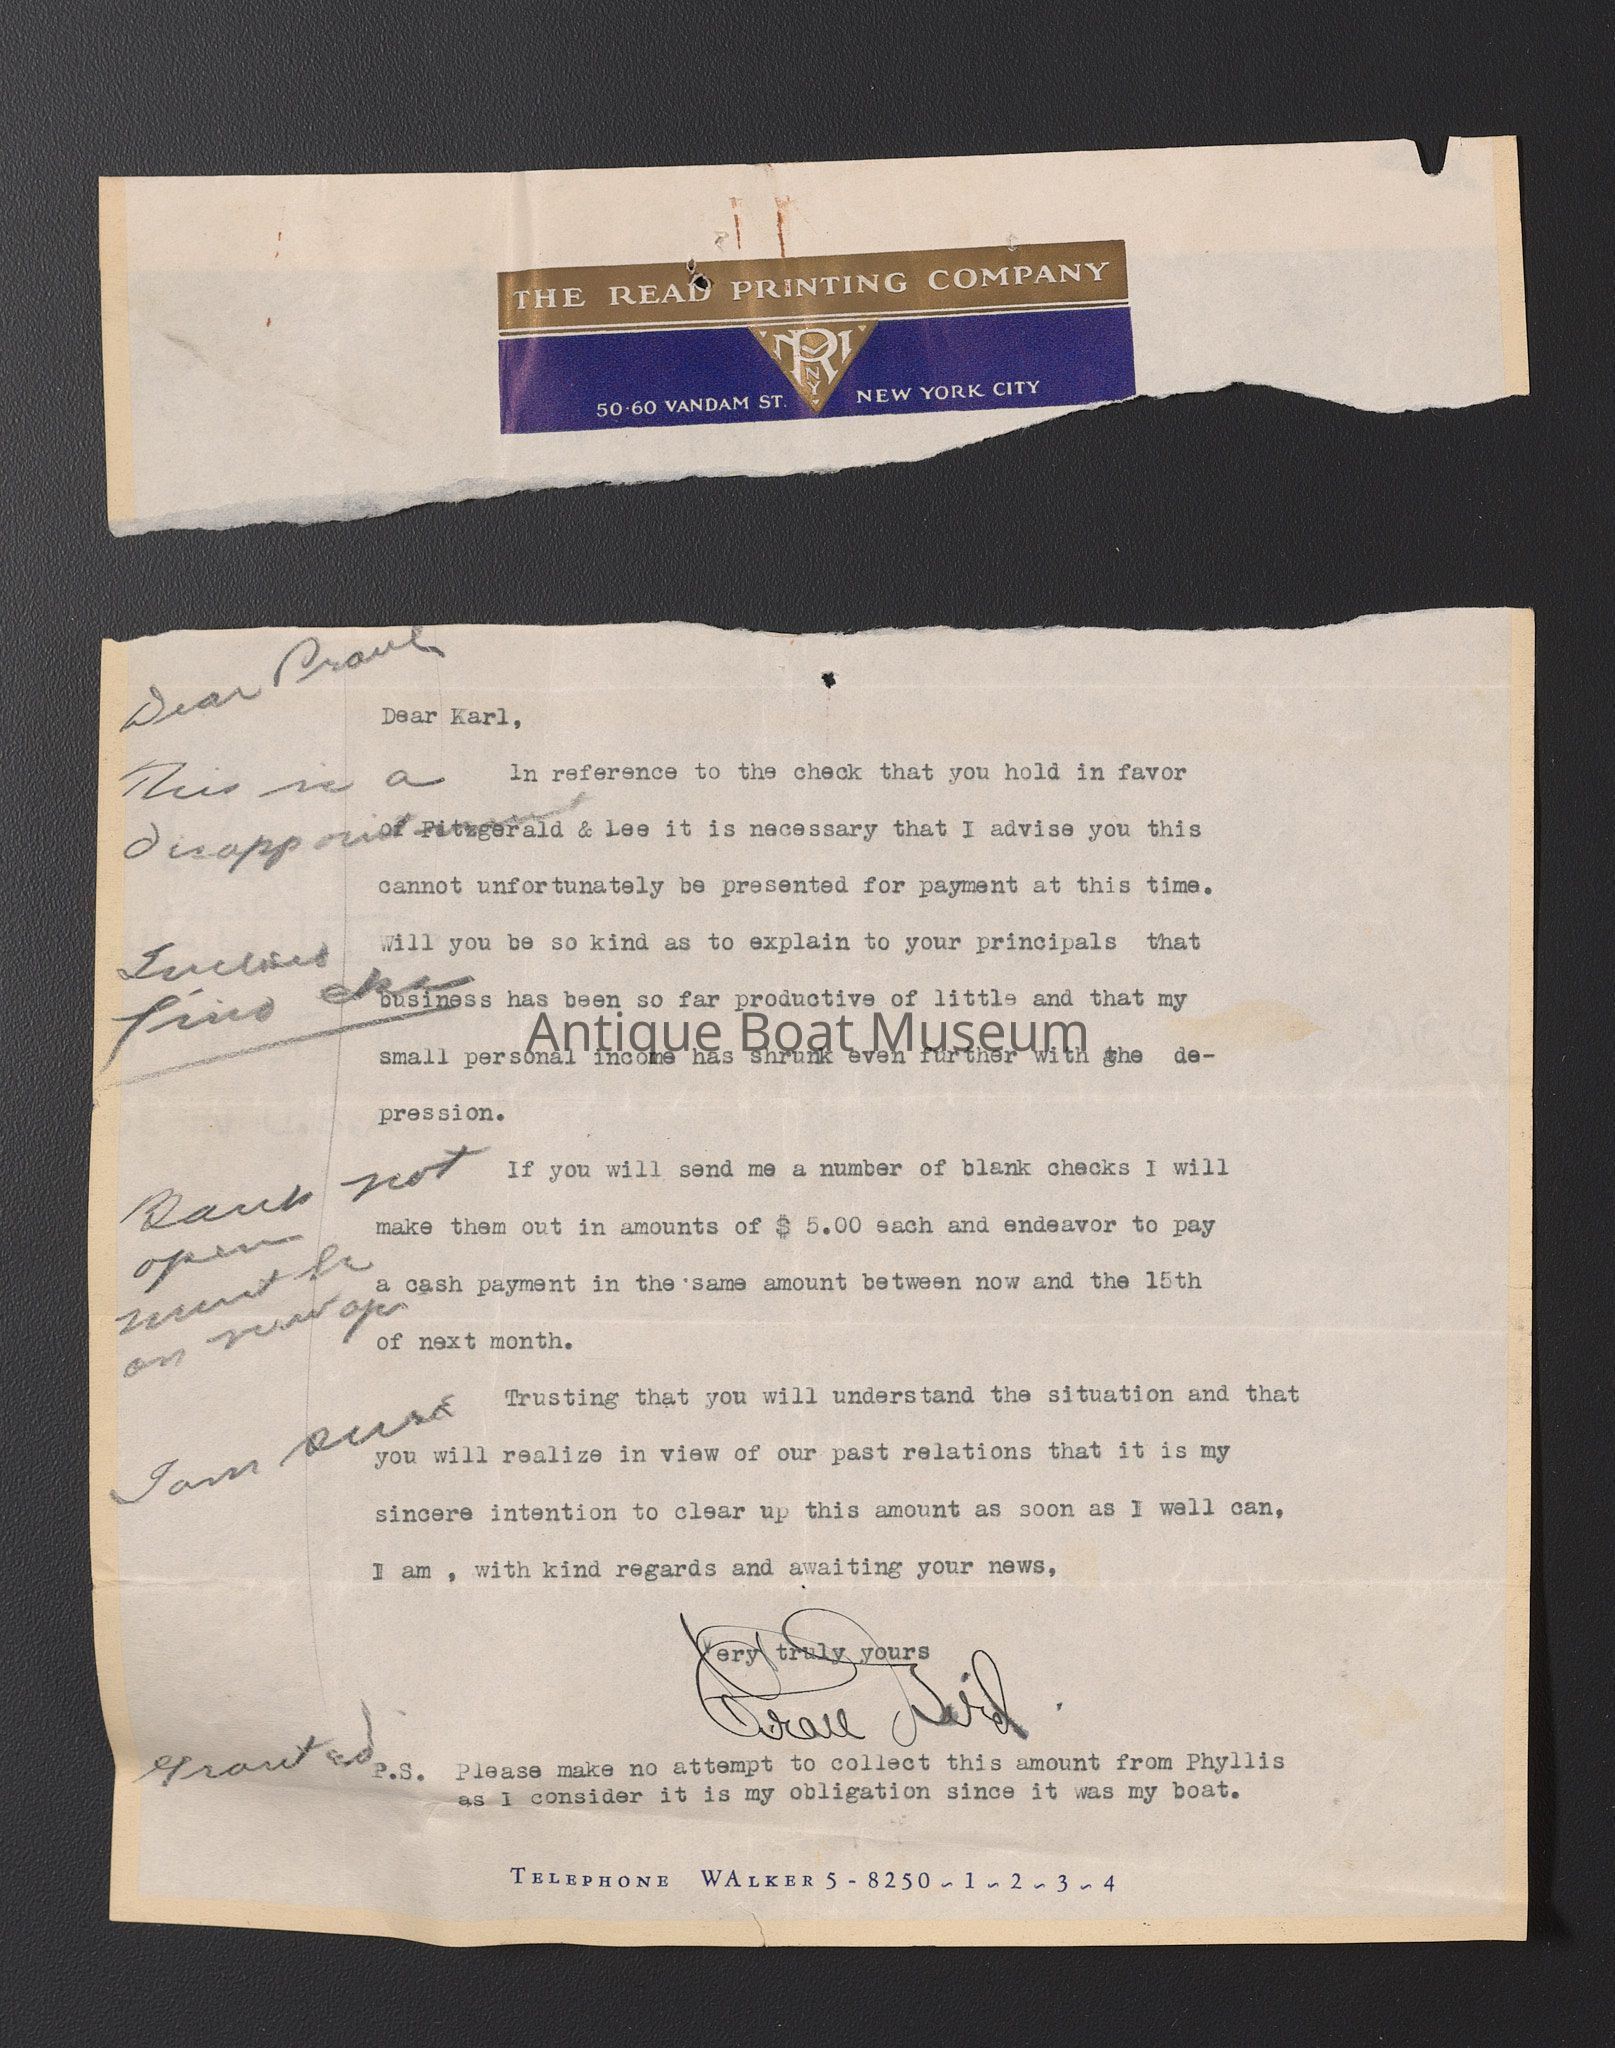 THE READ PRINTING COMPANY
50-60 VANDAM ST. NEW YORK CITY
Dear
Dear Karl,
This is a
In reference to the check that you hold in favor
of Fitzgerald & Lee it is necessary that I advise you this
cannot unfortunately be presented for payment at this time.
Will you be so kind as to explain to your principals that
business has been so far productive of little and that my
Antique Boat Museum
small personal income has shrunk even further with the de-
pression.
Bank not
If you will send me a number of blank checks I will
open
make them out in amounts of $ 5.00 each and endeavor to pay
must be
a cash payment in the same amount between now and the 15th
on
of next month.
Trusting that you will understand the situation and that
I am sure
you will realize in view of our past relations that it is my
sincere intention to clear up this amount as soon as I well can,
I am , with kind regards and awaiting your news,
Very truly yours
Granted
P.S. Please make no attempt to collect this amount from Phyllis
as I consider it is my obligation since it was my boat.
TELEPHONE WALKER 5-8250-1-2-3-4